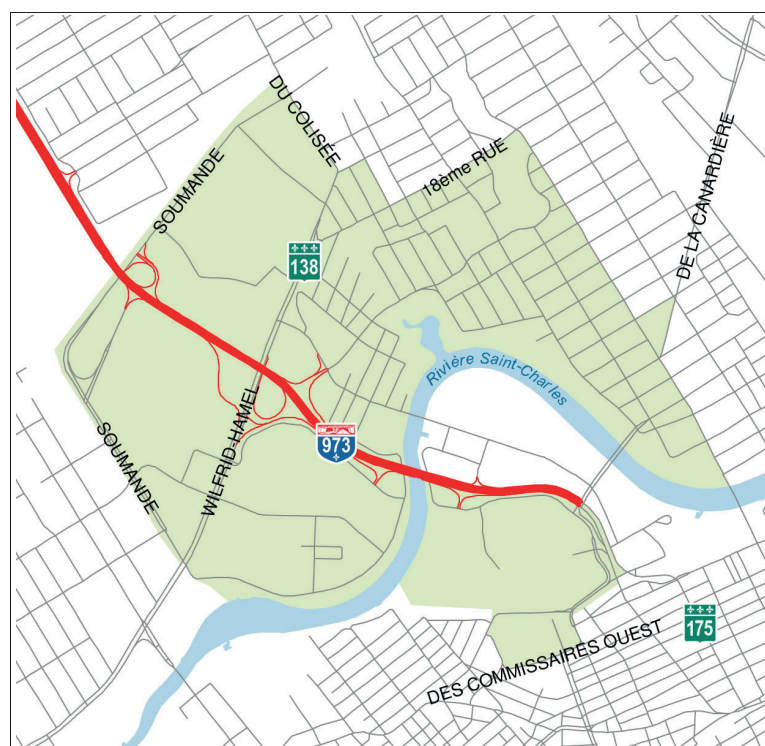 DU COLISÉE
DE LA CANARDIÈRE
SOUMANDE
18ème RUE
138
Rivière Saint-Charles
WILFRID-HAMEL
SOUMANDE
973
175
DES COMMISSAIRES OUEST